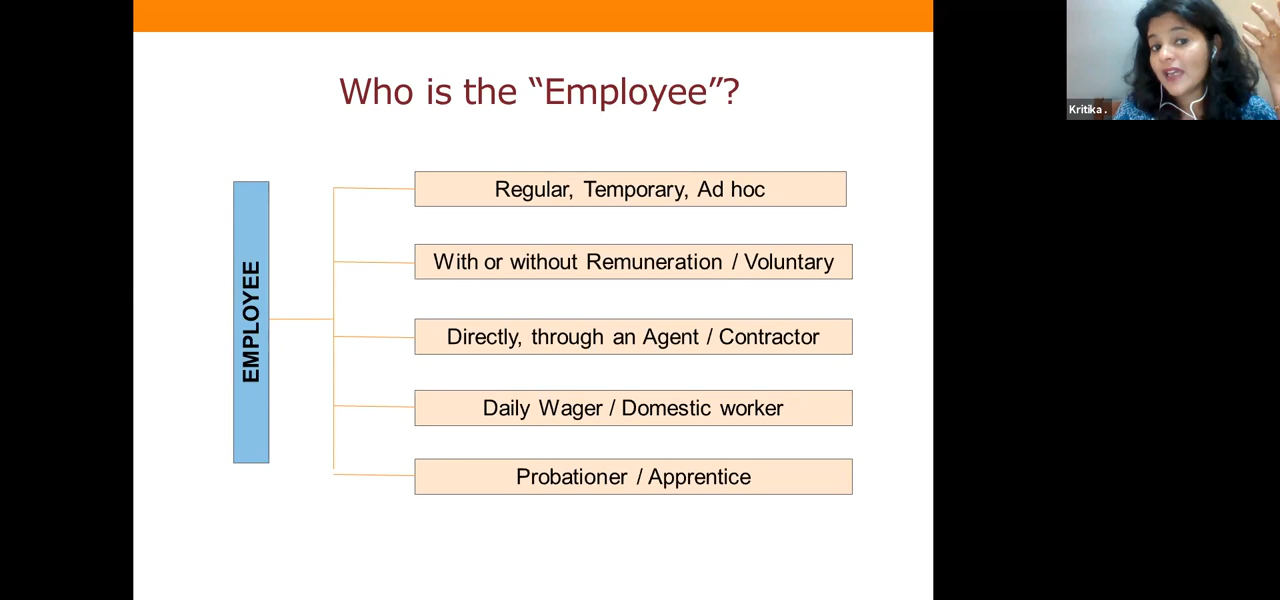 Who is the “Employee”?
Kritika .
EMPLOYEE
Regular, Temporary, Ad hoc
With or without Remuneration / Voluntary
Directly, through an Agent / Contractor
Daily Wager / Domestic worker
Probationer / Apprentice